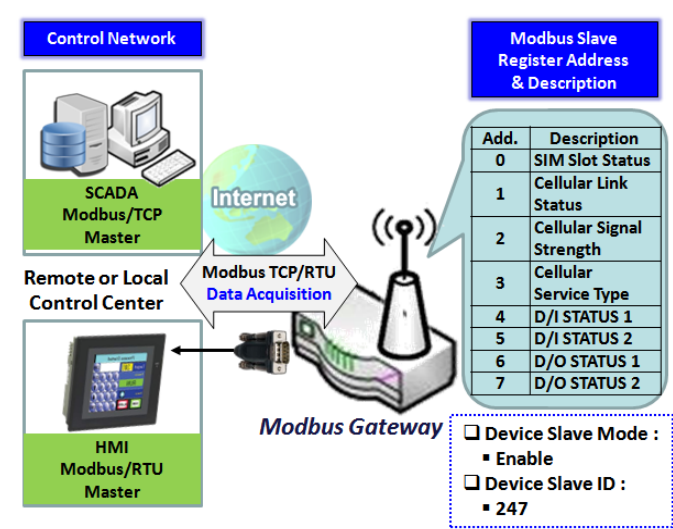 Control Network
SCADA
Modbus/TCP
Master
Internet
Remote or Local
Control Center
Modbus TCP/RTU
Data Acquisition
HMI
Modbus/RTU
Master
Modbus Gateway
Modbus Slave
Register Address
& Description
Add. Description
0 SIM Slot Status
1 Cellular Link
Status
2 Cellular Signal
Strength
3 Cellular
Service Type
4 D/I STATUS 1
5 D/I STATUS 2
6 D/O STATUS 1
7 D/O STATUS 2
❑ Device Slave Mode :
▪ Enable
❑ Device Slave ID :
▪ 247